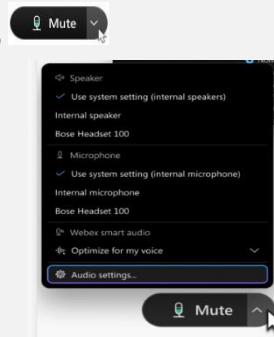 Mute
Speaker
Use system setting (internal speakers)
Internal speaker
Bose Headset 100
Microphone
Use system setting (internal microphone)
Internal microphone
Bose Headset 100
Webex smart audio
Optimize for my voice
Audio settings...
Mute